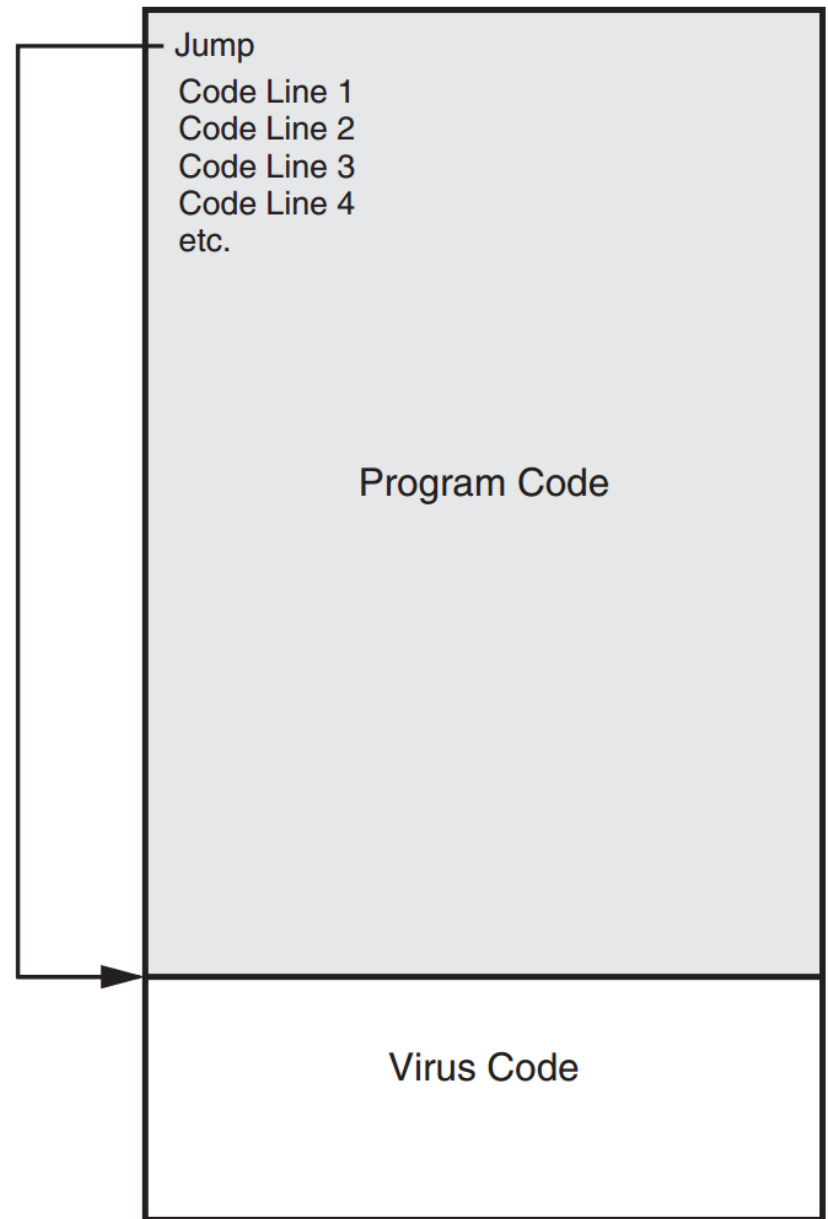 Jump
Code Line 1
Code Line 2
Code Line 3
Code Line 4
etc.
Program Code
Virus Code